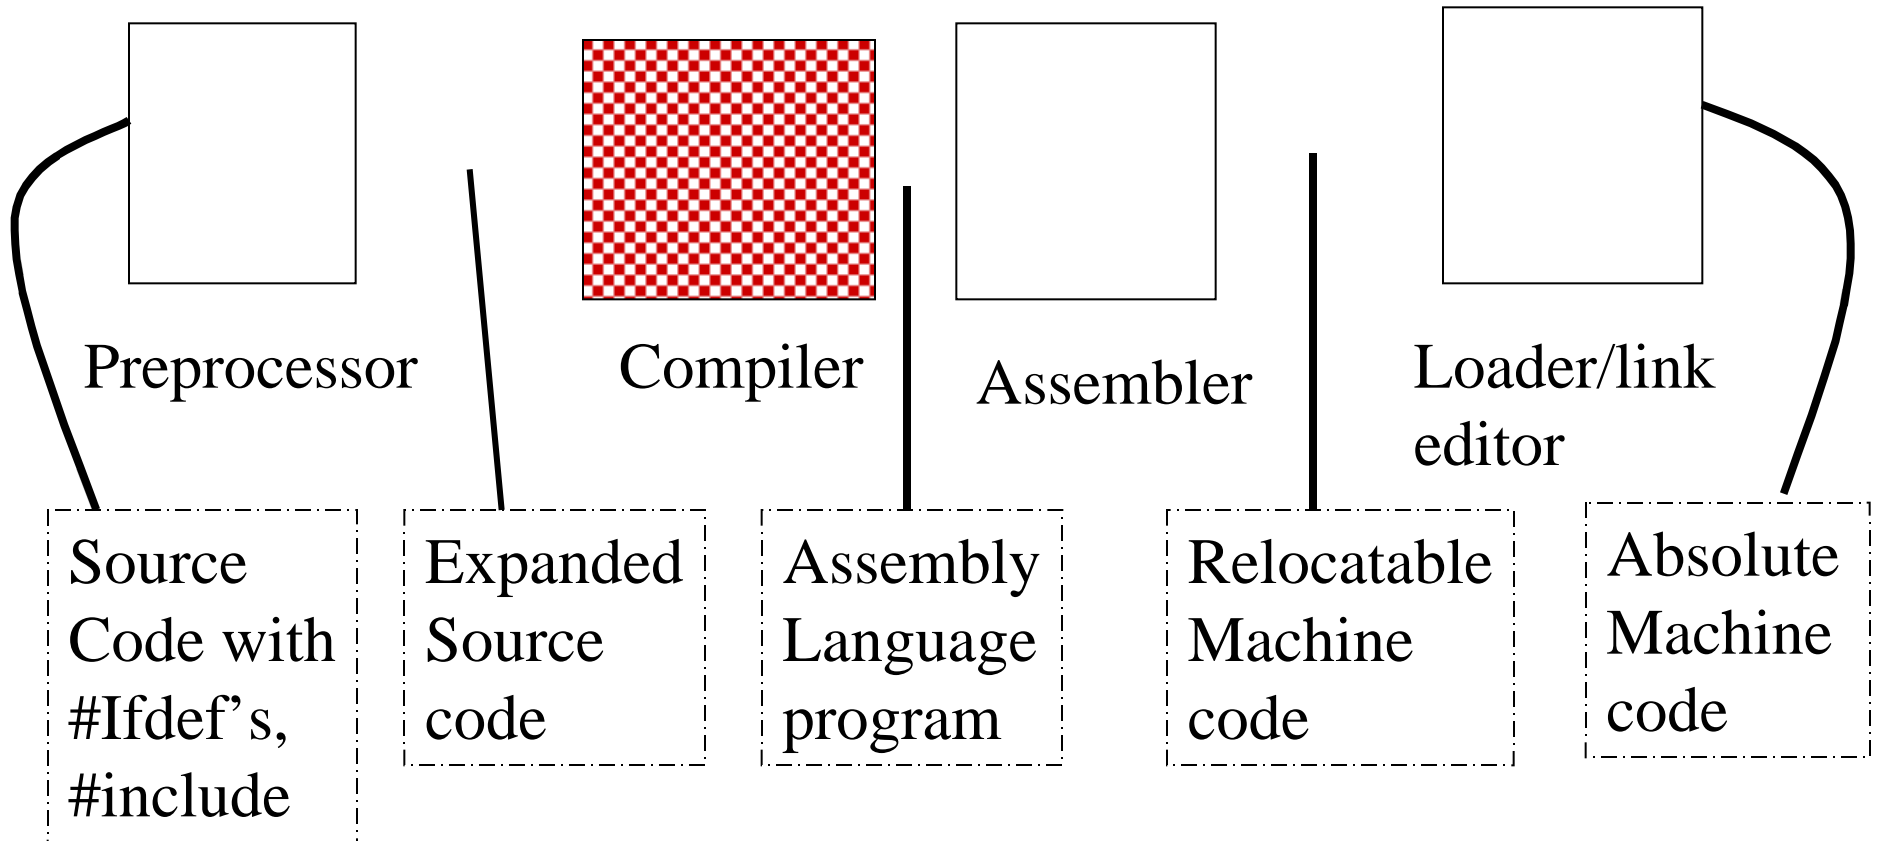 Preprocessor
Compiler
Assembler
Loader/link
editor
Source
Code with
#Ifdef’s,
#include
Expanded
Source
code
Assembly
Language
program
Relocatable
Machine
code
Absolute
Machine
code